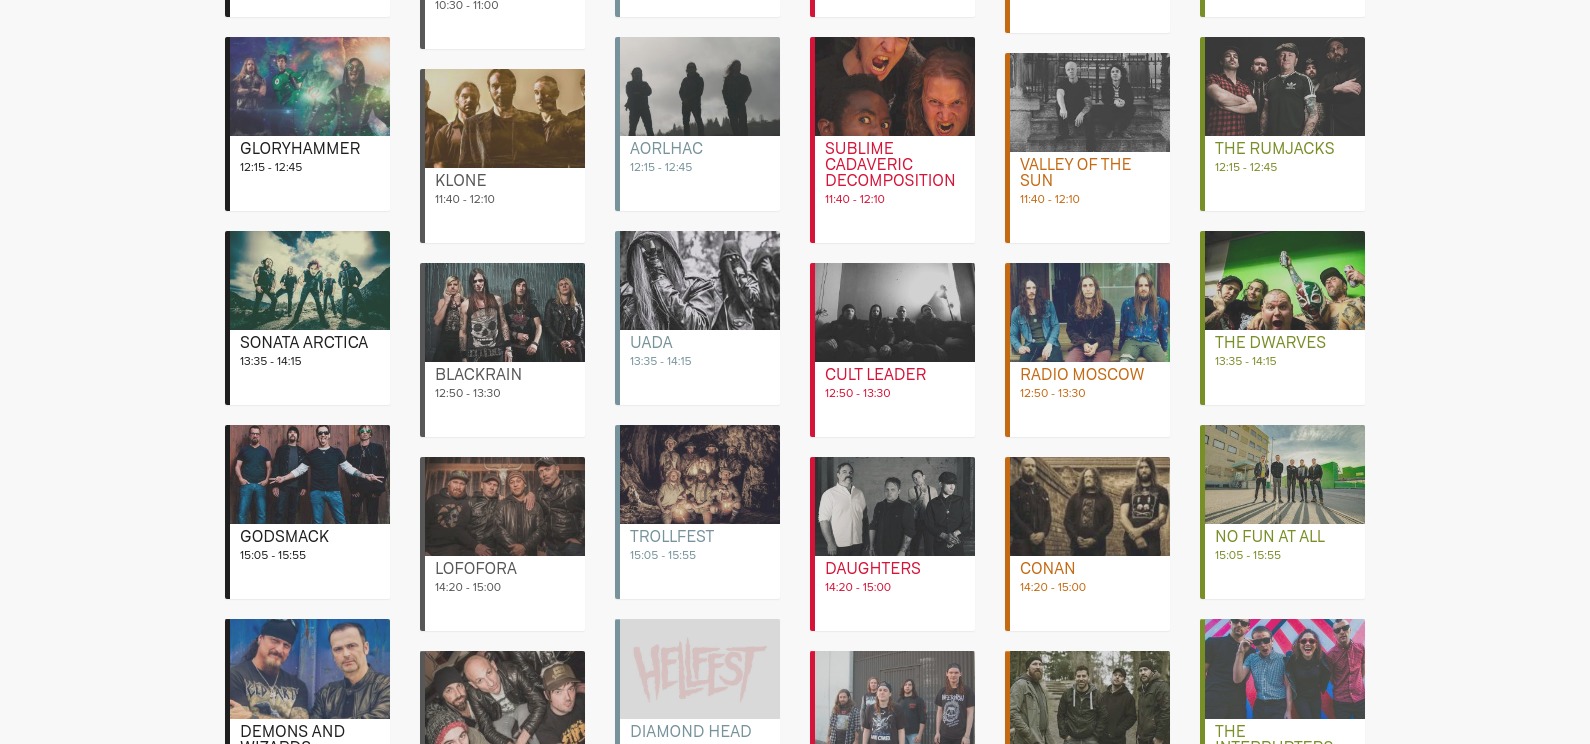 10:30 - 11:00
GLORYHAMMER
12:15 - 12:45
SONATA ARCTICA
13:35 - 14:15
GODSMACK
15:05 - 15:55
DEMONS AND
WIZARDS
KLONE
11:40 - 12:10
BLACKRAIN
12:50 - 13:30
LOFOFORA
14:20 - 15:00
AORLHAC
12:15 - 12:45
UADA
13:35 - 14:15
TROLLFEST
15:05 - 15:55
HELLFEST
DIAMOND HEAD
SUBLIME
CADAVERIC
DECOMPOSITION
11:40 - 12:10
CULT LEADER
12:50 - 13:30
DAUGHTERS
14:20 - 15:00
VALLEY OF THE
SUN
11:40 - 12:10
RADIO MOSCOW
12:50 - 13:30
CONAN
14:20 - 15:00
THE RUMJACKS
12:15 - 12:45
THE DWARVES
13:35 - 14:15
NO FUN AT ALL
15:05 - 15:55
THE
INTERRUPTERS